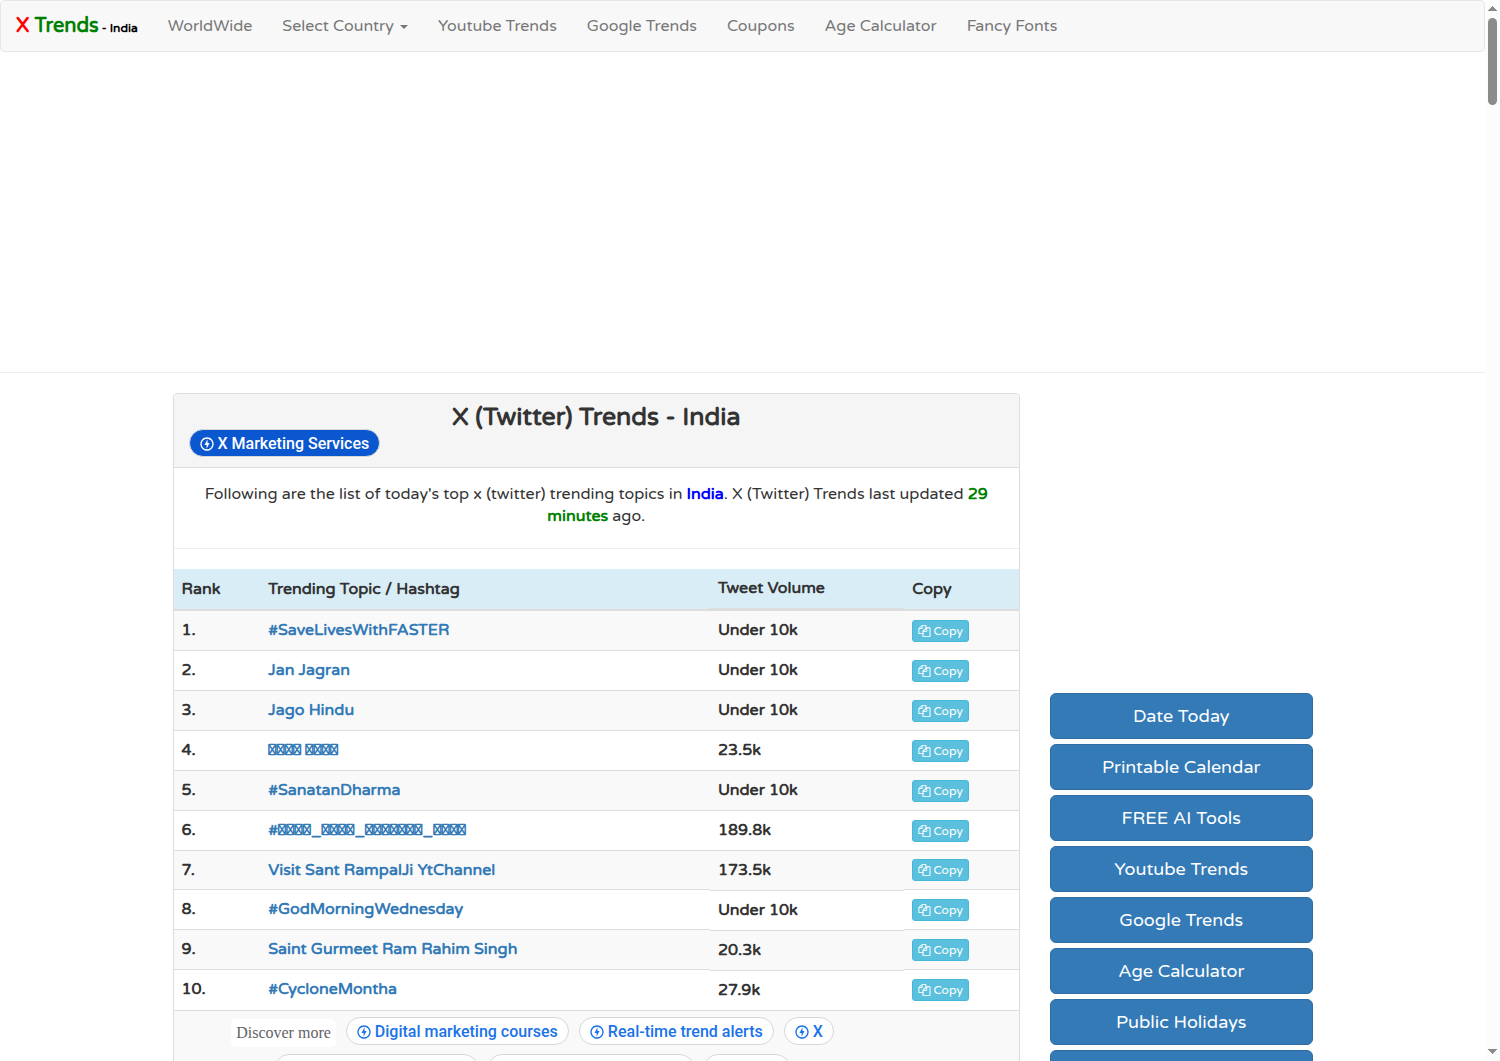 X Trends - India WorldWide Select Country Youtube Trends Google Trends Coupons Age Calculator Fancy Fonts
X (Twitter) Trends - India
X Marketing Services
Following are the list of today's top x (twitter) trending topics in India. X (Twitter) Trends last updated 29
minutes ago.
Rank Trending Topic / Hashtag Tweet Volume Copy
1. #SaveLivesWithFASTER Under 10k Copy
2. Jan Jagran Under 10k Copy
3. Jago Hindu Under 10k Copy
4. 23.5k Copy
5. #SanatanDharma Under 10k Copy
6. 189.8k Copy
7. Visit Sant RampalJi YtChannel 173.5k Copy
8. #GodMorningWednesday Under 10k Copy
9. Saint Gurmeet Ram Rahim Singh 20.3k Copy
10. #CycloneMontha 27.9k Copy
Discover more Digital marketing courses Real-time trend alerts X
Date Today
Printable Calendar
FREE AI Tools
Youtube Trends
Google Trends
Age Calculator
Public Holidays